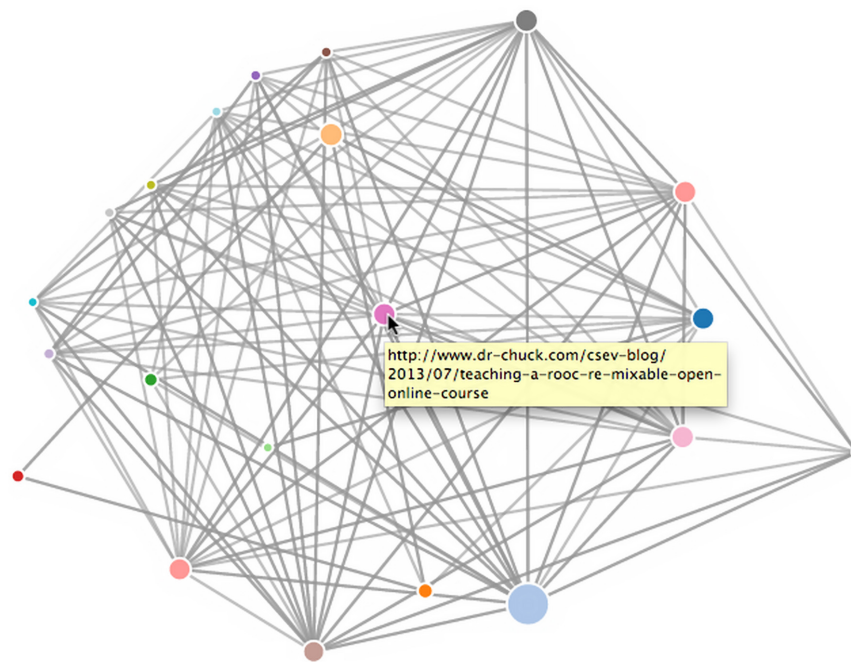 http://www.dr-chuck.com/csev-blog/
2013/07/teaching-a-rooc-re-mixable-open-
online-course